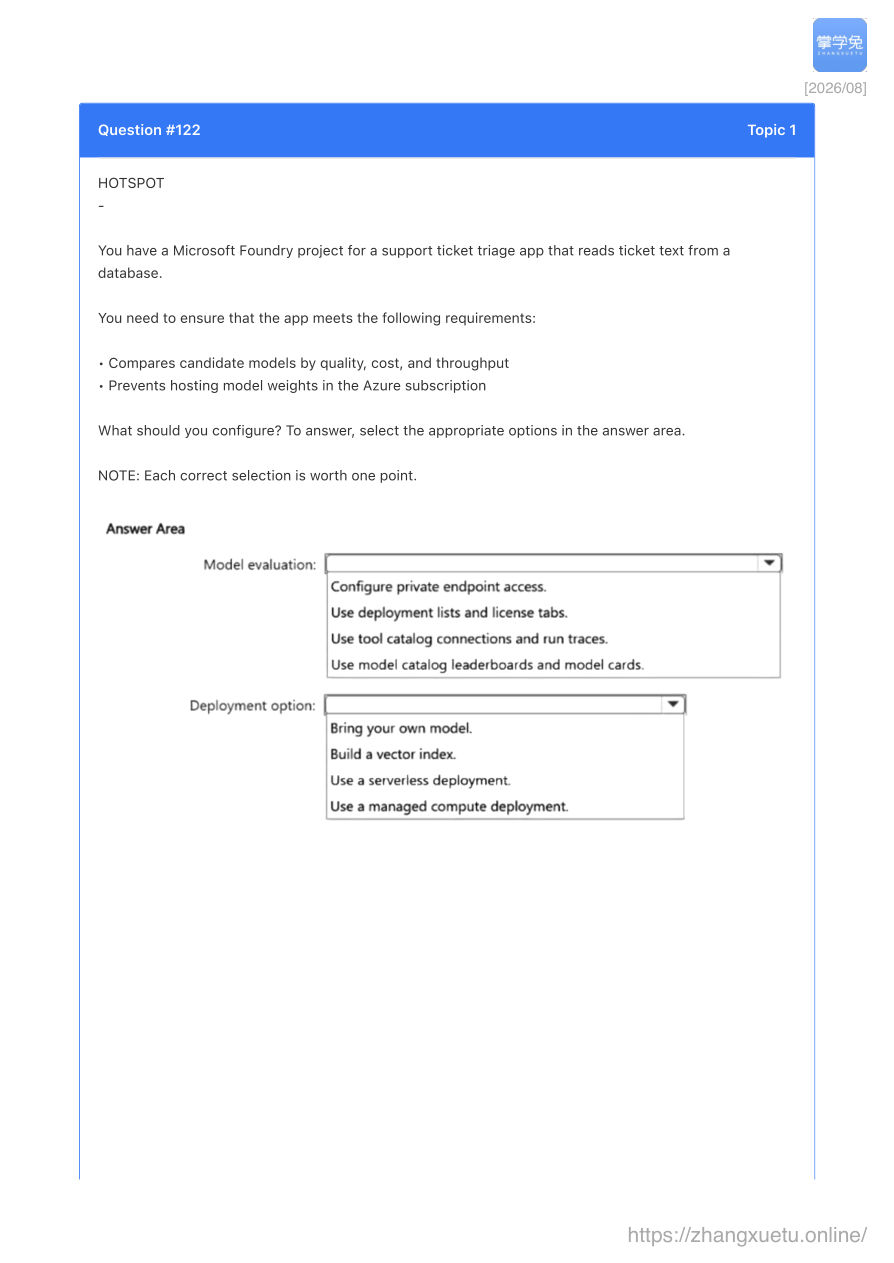 掌学兔
ZHANGXUETU
[2026/08]
Question #122 Topic 1
HOTSPOT
-
You have a Microsoft Foundry project for a support ticket triage app that reads ticket text from a
database.
You need to ensure that the app meets the following requirements:
• Compares candidate models by quality, cost, and throughput
• Prevents hosting model weights in the Azure subscription
What should you configure? To answer, select the appropriate options in the answer area.
NOTE: Each correct selection is worth one point.
Answer Area
Model evaluation:
Configure private endpoint access.
Use deployment lists and license tabs.
Use tool catalog connections and run traces.
Use model catalog leaderboards and model cards.
Deployment option:
Bring your own model.
Build a vector index.
Use a serverless deployment.
Use a managed compute deployment.
https://zhangxuetu.online/